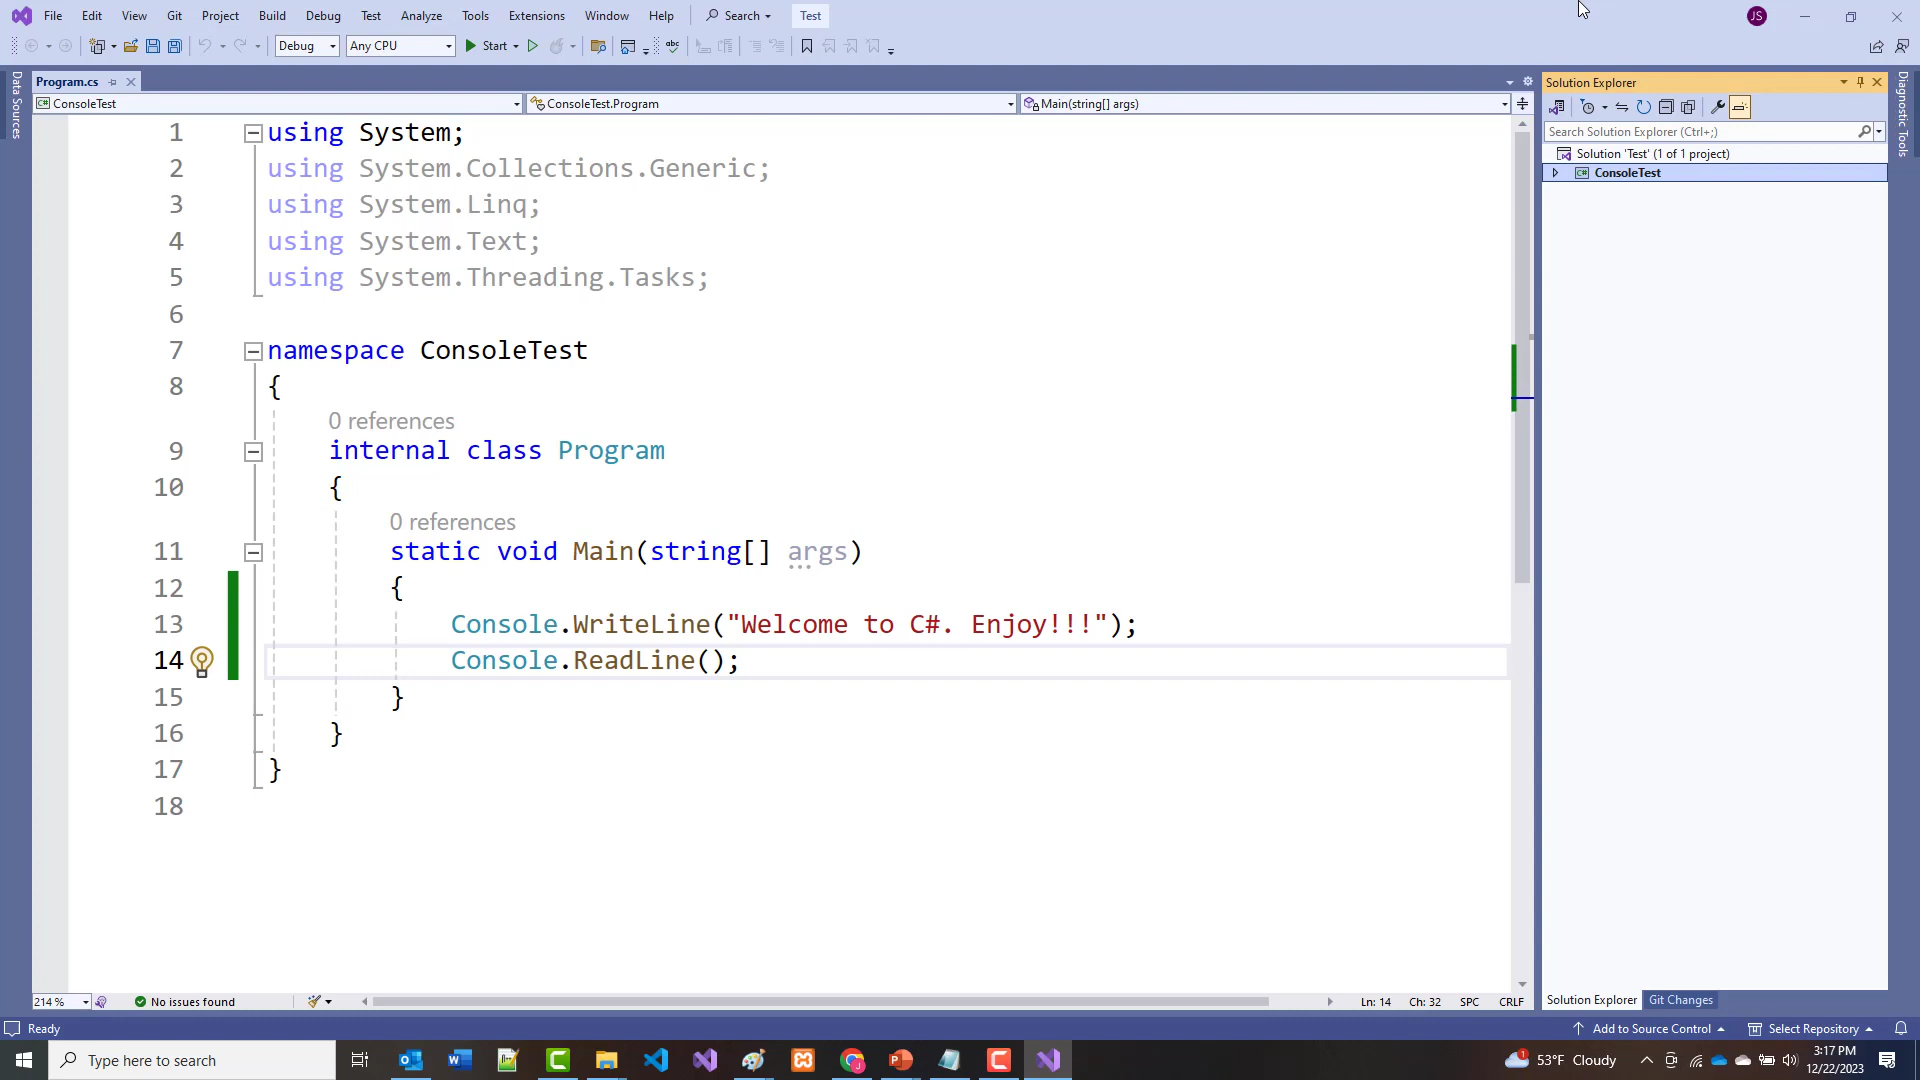 File Edit View Git Project Build Debug Test Analyze Tools Extensions Window Help Search Test JS
Debug Any CPU Start
Data Sources
Program.cs
ConsoleTest ConsoleTest.Program Main(string[] args)
1 using System;
2 using System.Collections.Generic;
3 using System.Linq;
4 using System.Text;
5 using System.Threading.Tasks;
6
7 namespace ConsoleTest
8 {
0 references
9 internal class Program
10 {
0 references
11 static void Main(string[] args)
12 {
13 Console.WriteLine("Welcome to C#. Enjoy!!!");
14 Console.ReadLine();
15 }
16 }
17 }
18
214 % No issues found Ln: 14 Ch: 32 SPC CRLF
Solution Explorer
Search Solution Explorer (Ctrl+;)
Solution 'Test' (1 of 1 project)
C# ConsoleTest
Solution Explorer Git Changes
Diagnostic Tools
Ready Add to Source Control Select Repository
Type here to search 53°F Cloudy 3:17 PM
12/22/2023